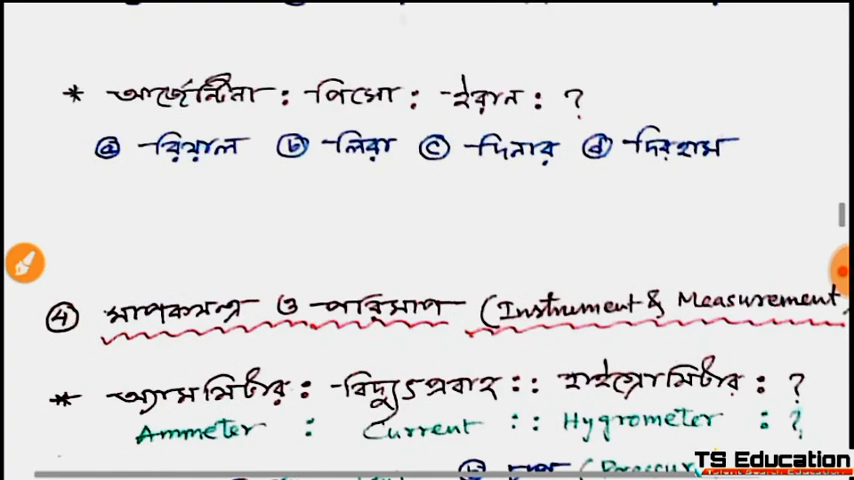 * আর্জেন্টিনা : পিসো : ইরান : ?
ⓐ রিয়াল ⓑ লিরা ⓒ দিনার ⓓ দিরহাম
④ মাপকযন্ত্র ও পরিমাপ (Instrument & Measurement)
* অ্যামমিটার : বিদ্যুৎপ্রবাহ :: হাইগ্রোমিটার : ?
Ammeter : Current :: Hygrometer : ?
TS Education